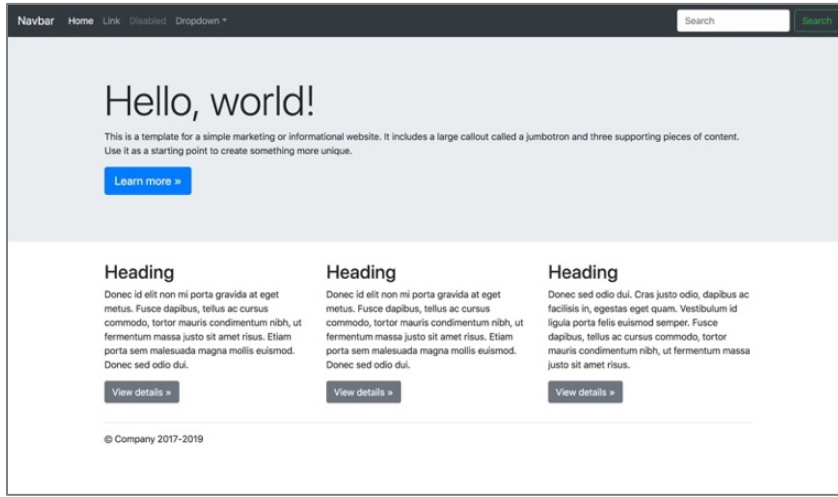 Navbar Home Link Disabled Dropdown Search Search
Hello, world!
This is a template for a simple marketing or informational website. It includes a large callout called a jumbotron and three supporting pieces of content.
Use it as a starting point to create something more unique.
Learn more »
Heading
Donec id elit non mi porta gravida at eget
metus. Fusce dapibus, tellus ac cursus
commodo, tortor mauris condimentum nibh, ut
fermentum massa justo sit amet risus. Etiam
porta sem malesuada magna mollis euismod.
Donec sed odio dui.
View details »
Heading
Donec id elit non mi porta gravida at eget
metus. Fusce dapibus, tellus ac cursus
commodo, tortor mauris condimentum nibh, ut
fermentum massa justo sit amet risus. Etiam
porta sem malesuada magna mollis euismod.
Donec sed odio dui.
View details »
Heading
Donec sed odio dui. Cras justo odio, dapibus ac
facilisis in, egestas eget quam. Vestibulum id
ligula porta felis euismod semper. Fusce
dapibus, tellus ac cursus commodo, tortor
mauris condimentum nibh, ut fermentum massa
justo sit amet risus.
View details »
© Company 2017-2019